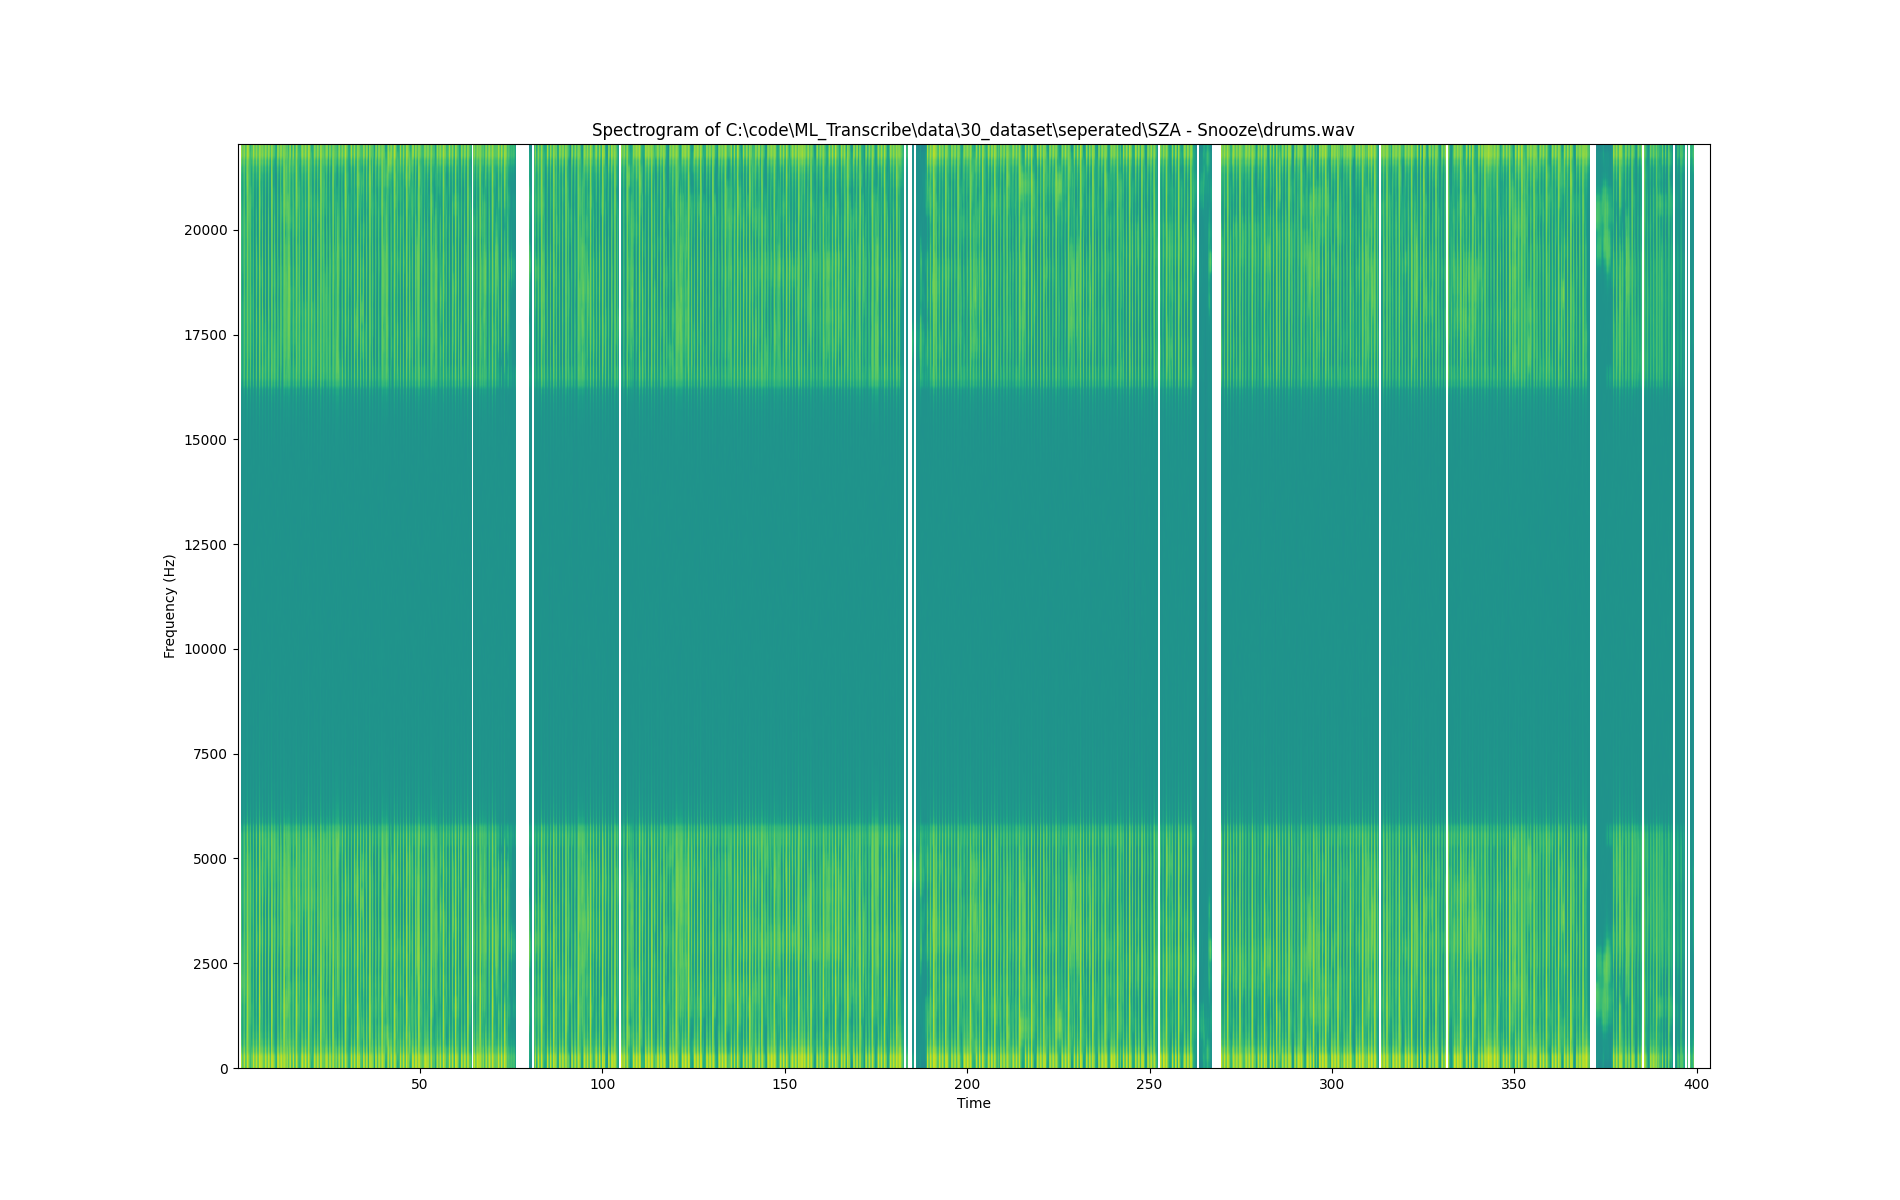 Spectrogram of C:\code\ML_Transcribe\data\30_dataset\seperated\SZA - Snooze\drums.wav
20000
17500
15000
12500
10000
7500
5000
2500
0
Frequency (Hz)
50 100 150 200 250 300 350 400
Time